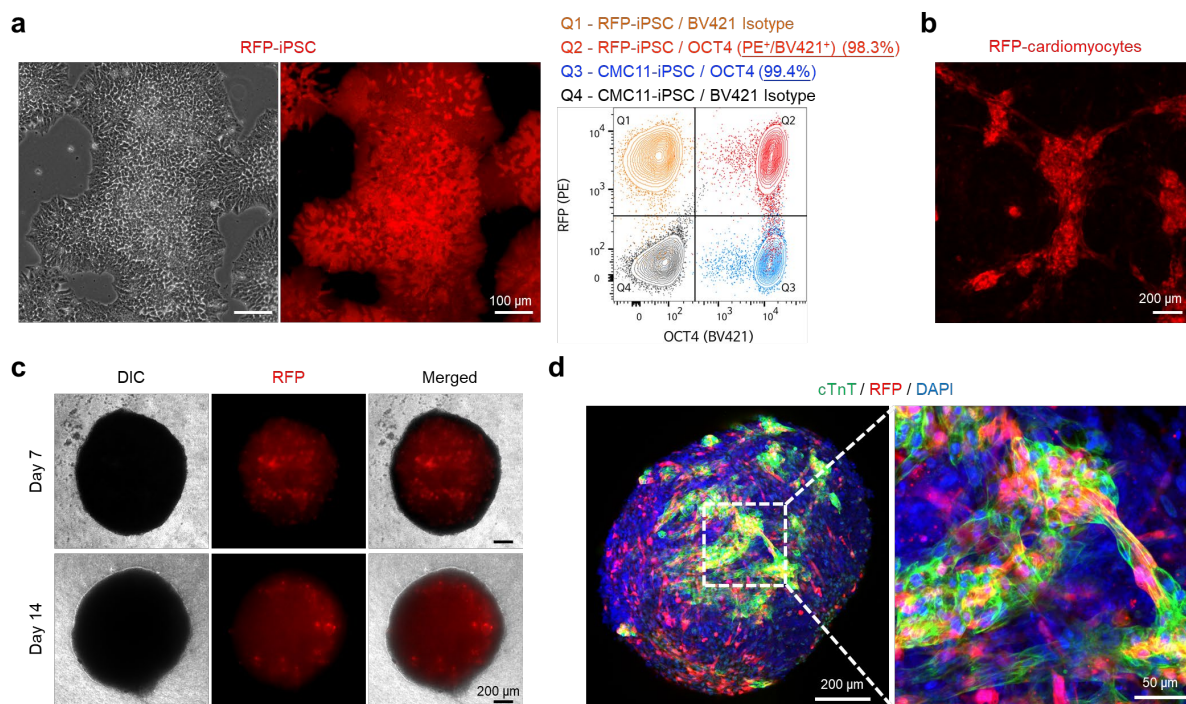 a
RFP-iPSC
100 µm
Q1 - RFP-iPSC / BV421 Isotype
Q2 - RFP-iPSC / OCT4 (PE⁺/BV421⁺) (98.3%)
Q3 - CMC11-iPSC / OCT4 (99.4%)
Q4 - CMC11-iPSC / BV421 Isotype
Q1
Q2
Q4
Q3
10⁴
10³
10²
0
RFP (PE)
0
10²
10³
10⁴
OCT4 (BV421)
b
RFP-cardiomyocytes
200 µm
c
DIC
RFP
Merged
Day 7
Day 14
200 µm
d
cTnT / RFP / DAPI
200 µm
50 µm